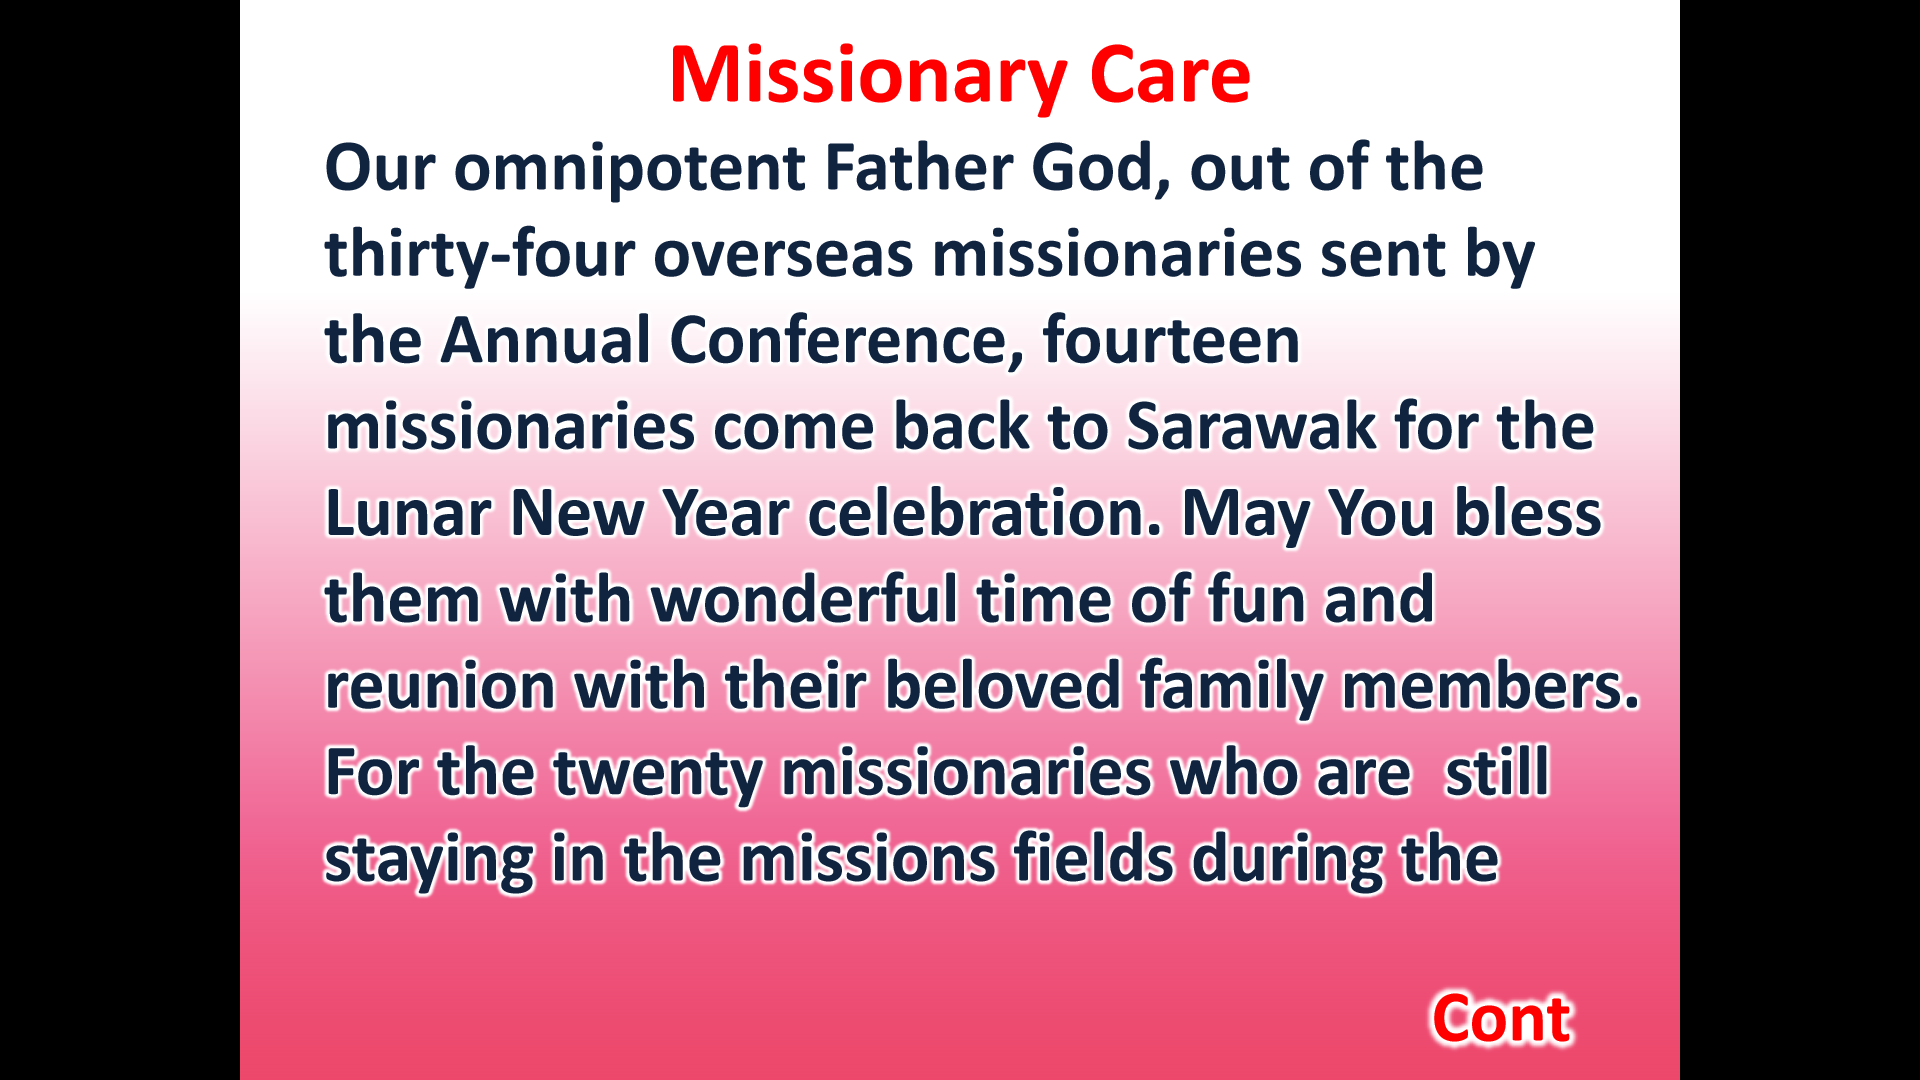 Missionary Care
Our omnipotent Father God, out of the
thirty-four overseas missionaries sent by
the Annual Conference, fourteen
missionaries come back to Sarawak for the
Lunar New Year celebration. May You bless
them with wonderful time of fun and
reunion with their beloved family members.
For the twenty missionaries who are  still
staying in the missions fields during the
Cont